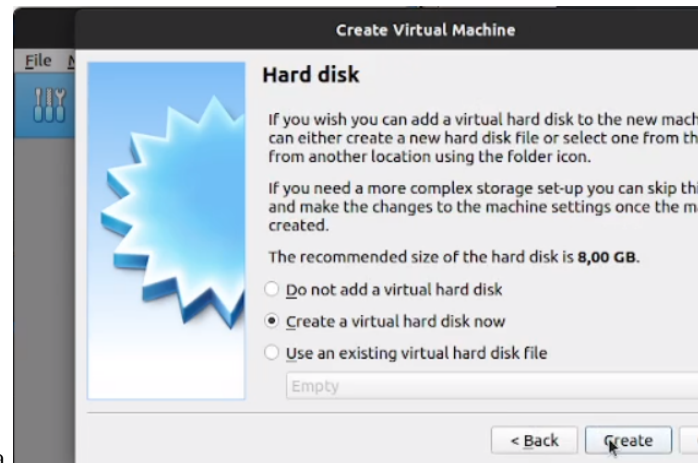 Create Virtual Machine
File
Hard disk
If you wish you can add a virtual hard disk to the new mach
can either create a new hard disk file or select one from th
from another location using the folder icon.
If you need a more complex storage set-up you can skip thi
and make the changes to the machine settings once the ma
created.
The recommended size of the hard disk is 8,00 GB.
Do not add a virtual hard disk
Create a virtual hard disk now
Use an existing virtual hard disk file
Empty
< Back
Create